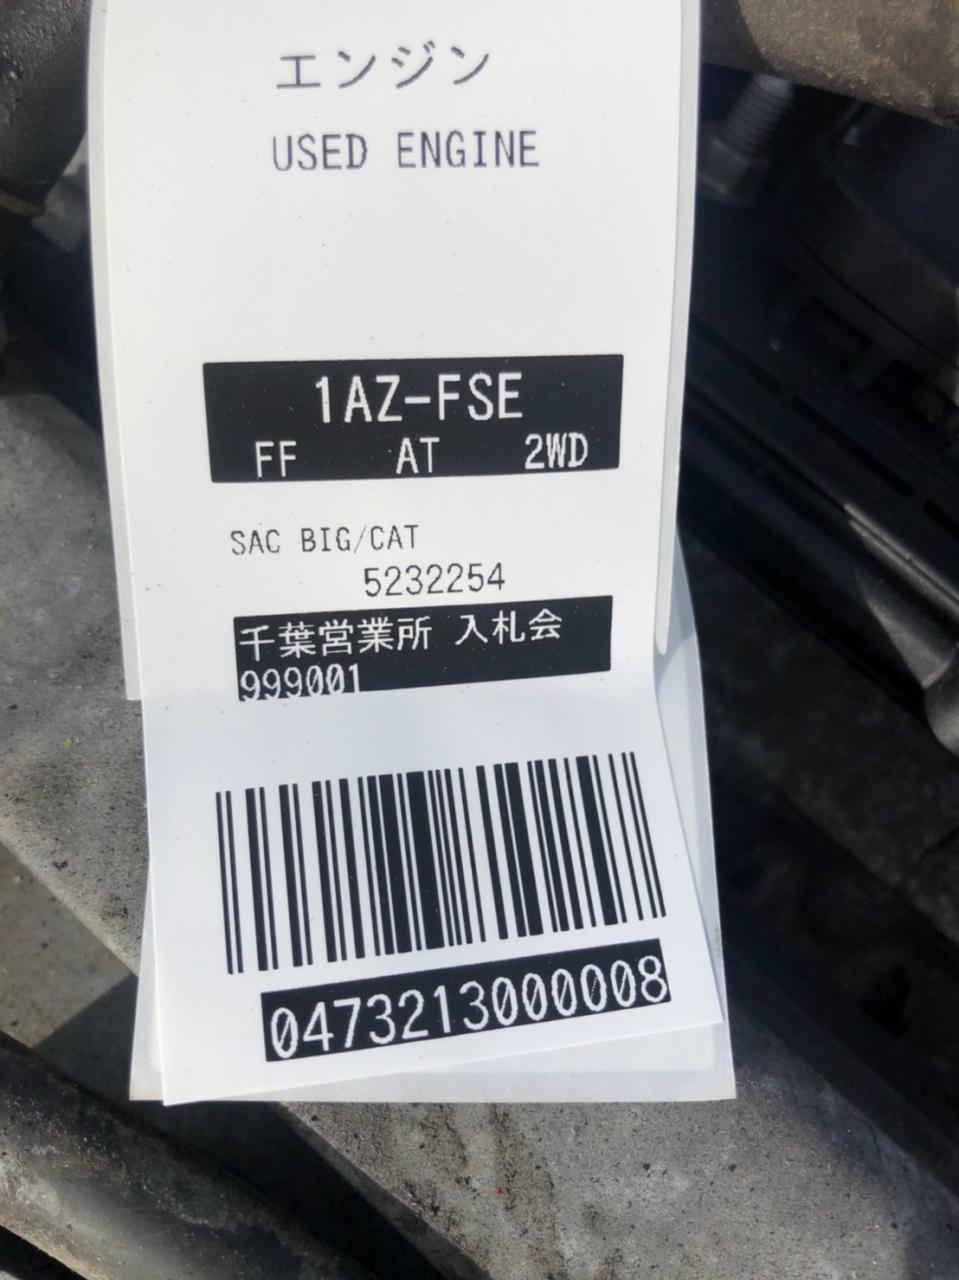 エンジン
USED ENGINE
1AZ-FSE
FF AT 2WD
SAC BIG/CAT
5232254
千葉営業所 入札会
999001
0473213000008